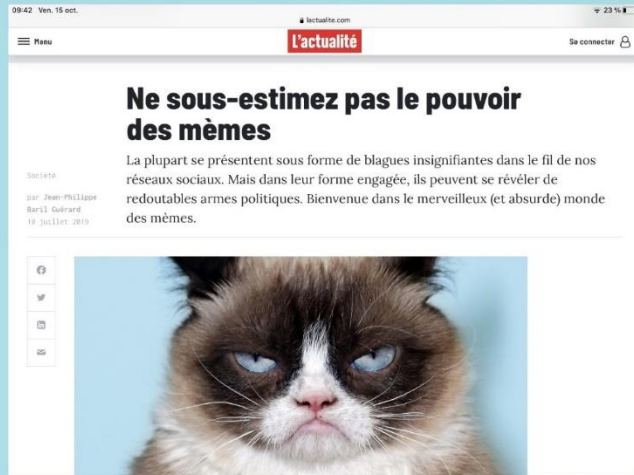 09:42 Ven. 15 oct.
23 %
lactualite.com
Menu
L'actualité
Se connecter
Ne sous-estimez pas le pouvoir
des mèmes
La plupart se présentent sous forme de blagues insignifiantes dans le fil de nos
réseaux sociaux. Mais dans leur forme engagée, ils peuvent se révéler de
redoutables armes politiques. Bienvenue dans le merveilleux (et absurde) monde
des mèmes.
Société
par Jean-Philippe
Baril Guérard
18 juillet 2019